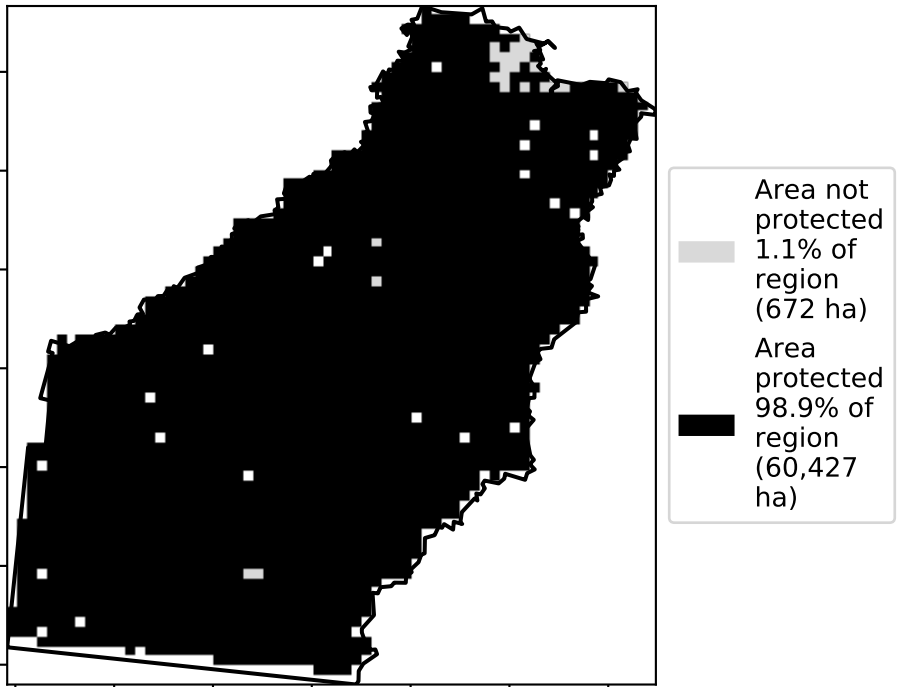 Area not
protected
1.1% of
region
(672 ha)
Area
protected
98.9% of
region
(60,427
ha)